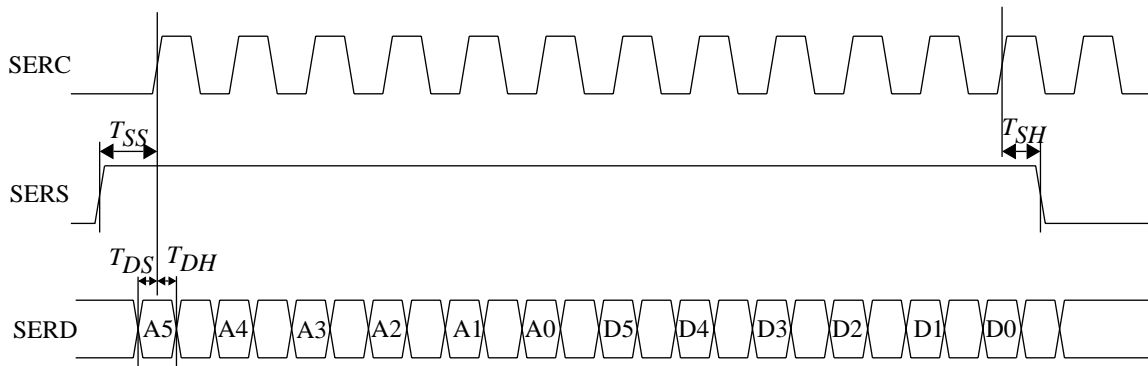 SERC
T_SS T_SH
SERS
T_DS T_DH
SERD A5 A4 A3 A2 A1 A0 D5 D4 D3 D2 D1 D0